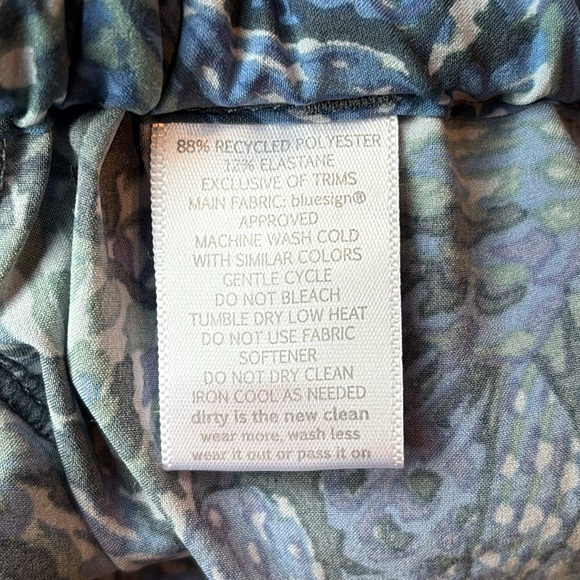 88% RECYCLED POLYESTER
12% ELASTANE
EXCLUSIVE OF TRIMS
MAIN FABRIC: bluesign®
APPROVED
MACHINE WASH COLD
WITH SIMILAR COLORS
GENTLE CYCLE
DO NOT BLEACH
TUMBLE DRY LOW HEAT
DO NOT USE FABRIC
SOFTENER
DO NOT DRY CLEAN
IRON COOL AS NEEDED
dirty is the new clean
wear more, wash less
wear it out or pass it on